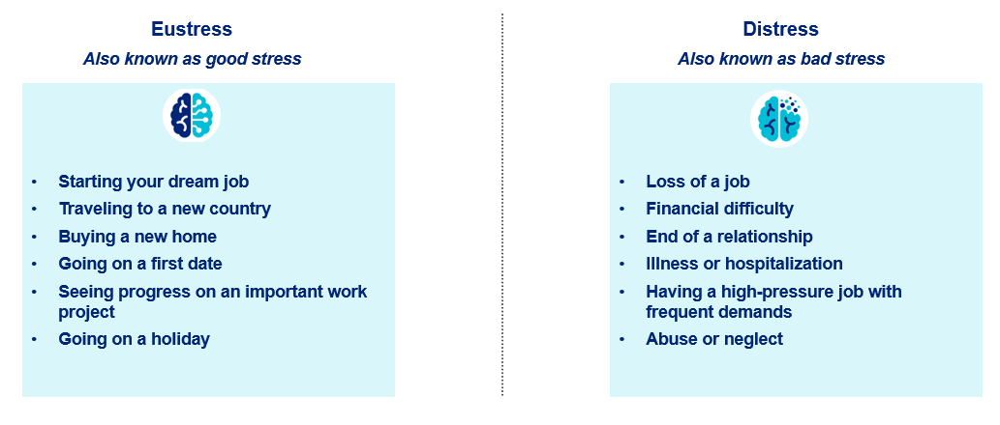 Eustress
Also known as good stress
• Starting your dream job
• Traveling to a new country
• Buying a new home
• Going on a first date
• Seeing progress on an important work
project
• Going on a holiday
Distress
Also known as bad stress
• Loss of a job
• Financial difficulty
• End of a relationship
• Illness or hospitalization
• Having a high-pressure job with
frequent demands
• Abuse or neglect